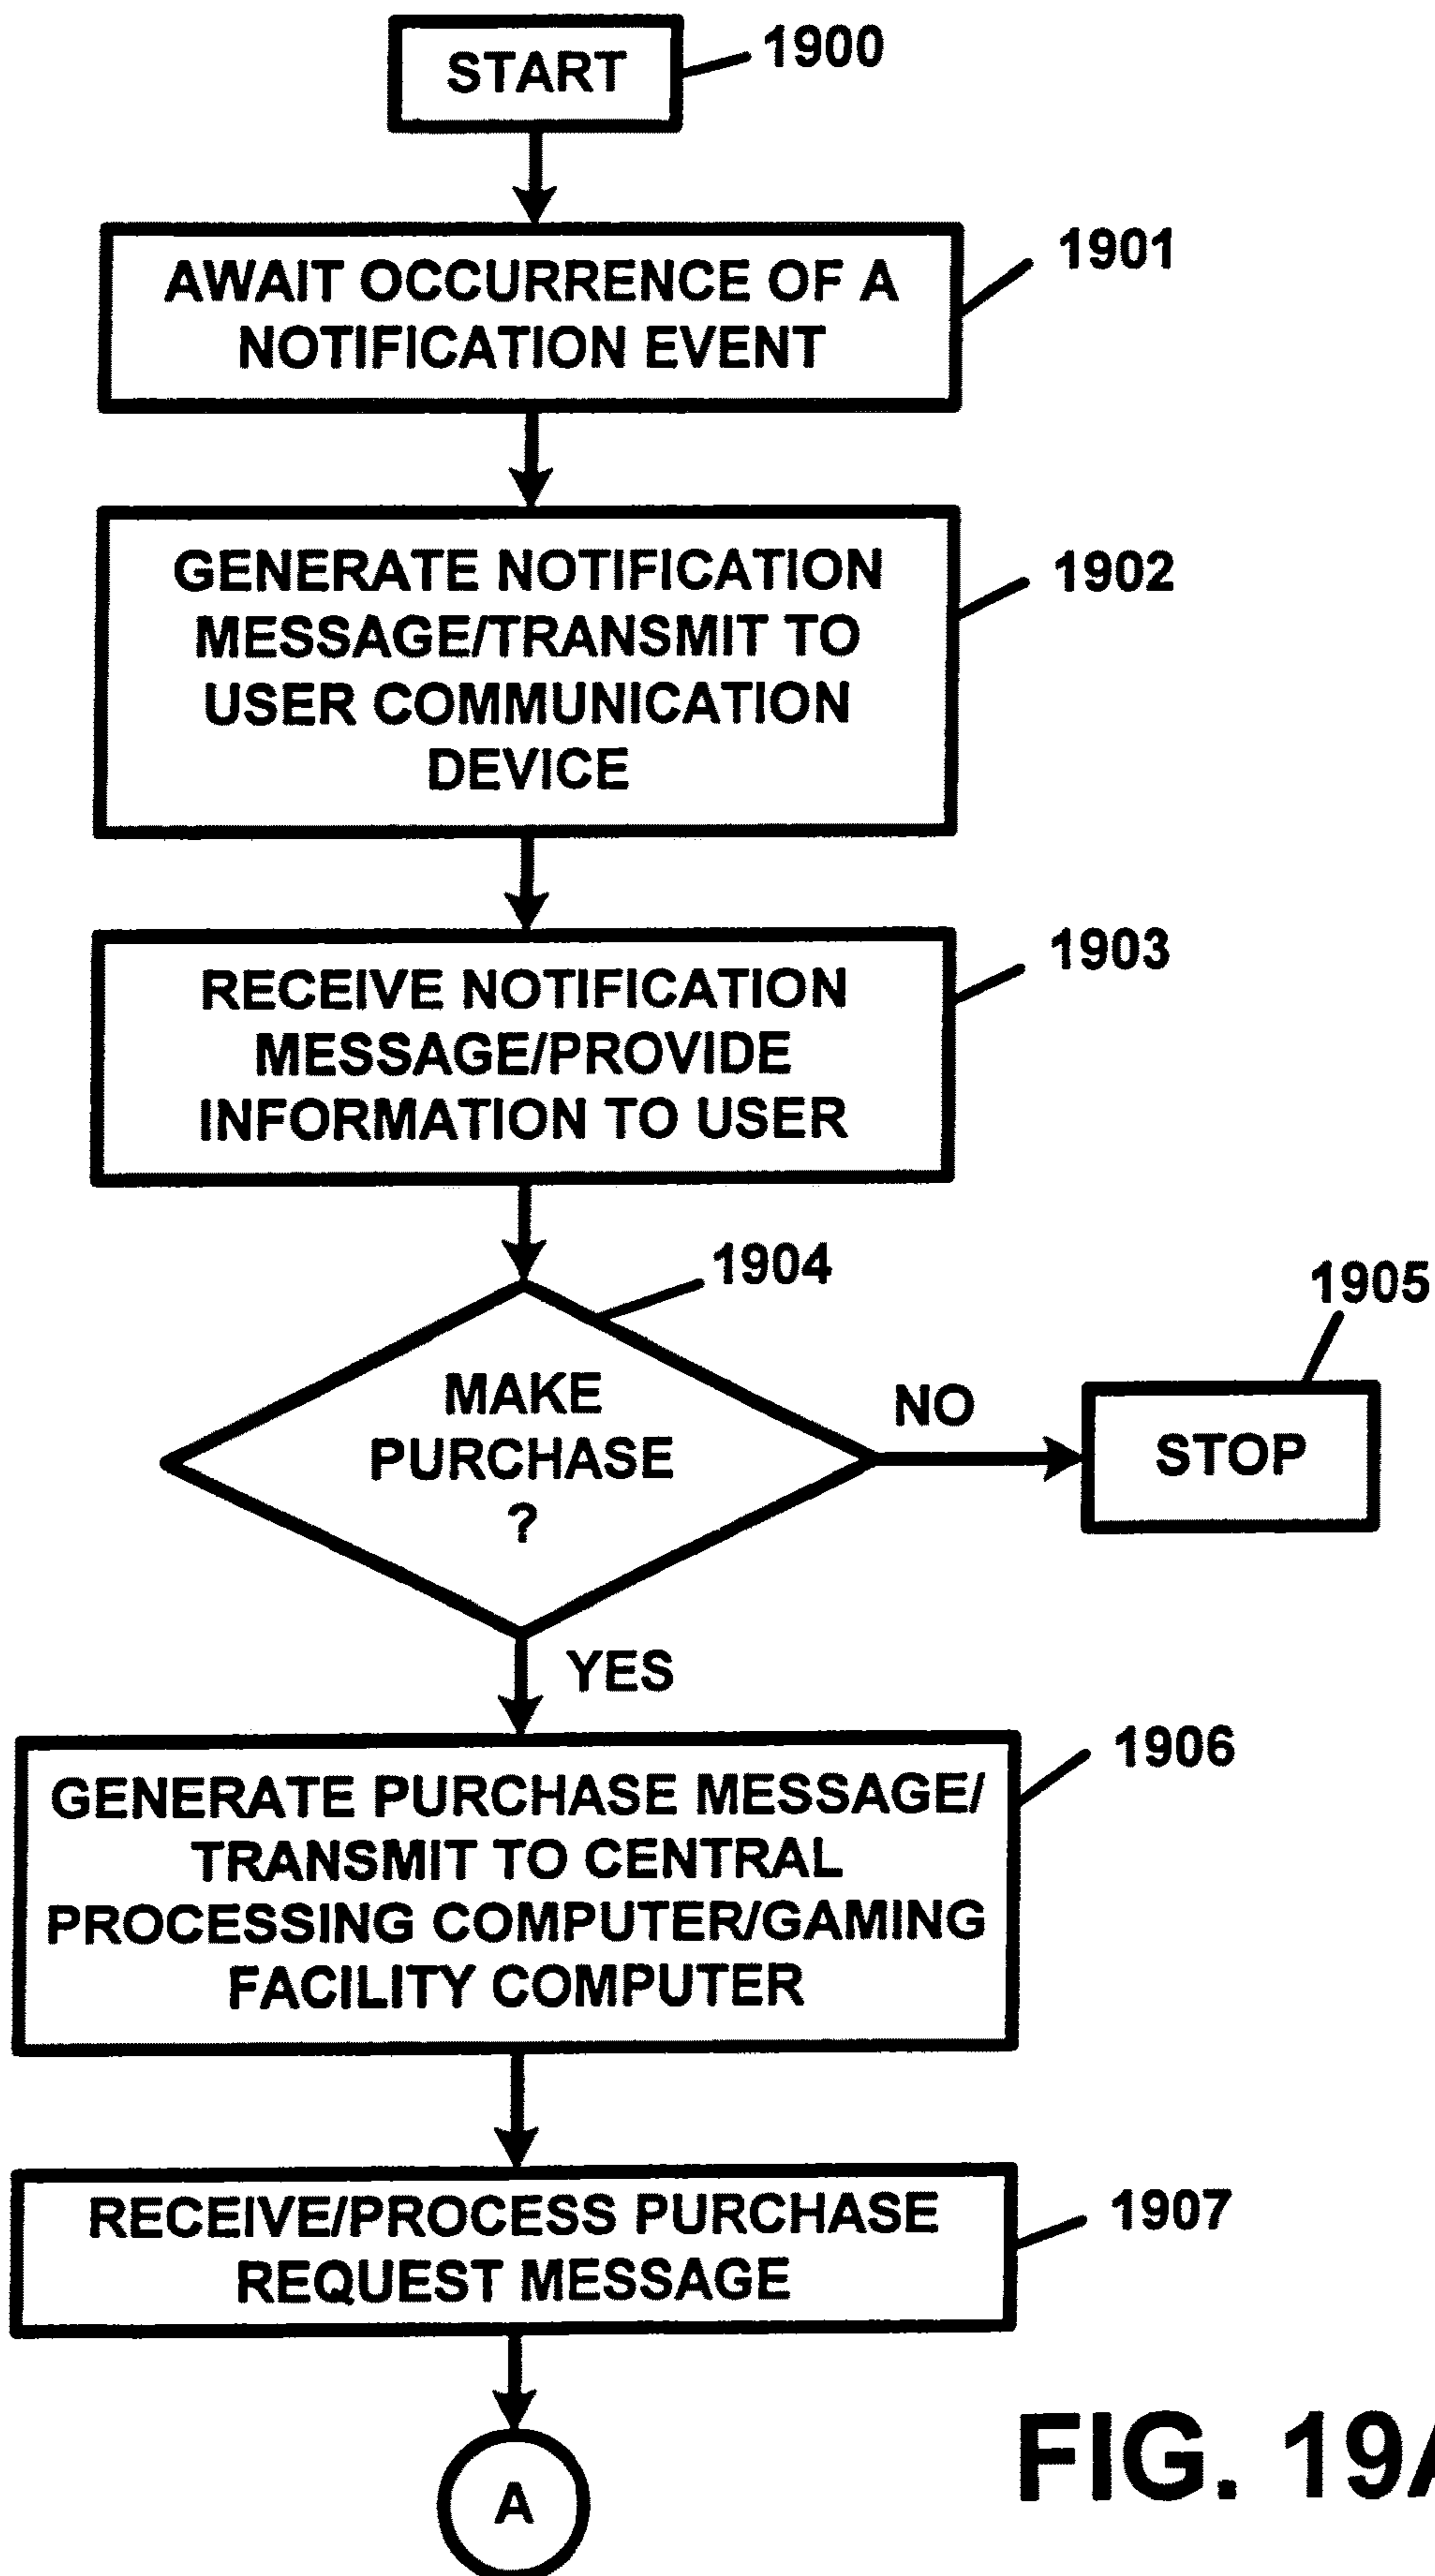 START
1900
AWAIT OCCURRENCE OF A
NOTIFICATION EVENT
1901
GENERATE NOTIFICATION
MESSAGE/TRANSMIT TO
USER COMMUNICATION
DEVICE
1902
RECEIVE NOTIFICATION
MESSAGE/PROVIDE
INFORMATION TO USER
1903
1904
MAKE
PURCHASE
?
NO
1905
STOP
YES
GENERATE PURCHASE MESSAGE/
TRANSMIT TO CENTRAL
PROCESSING COMPUTER/GAMING
FACILITY COMPUTER
1906
RECEIVE/PROCESS PURCHASE
REQUEST MESSAGE
1907
A
FIG. 19A